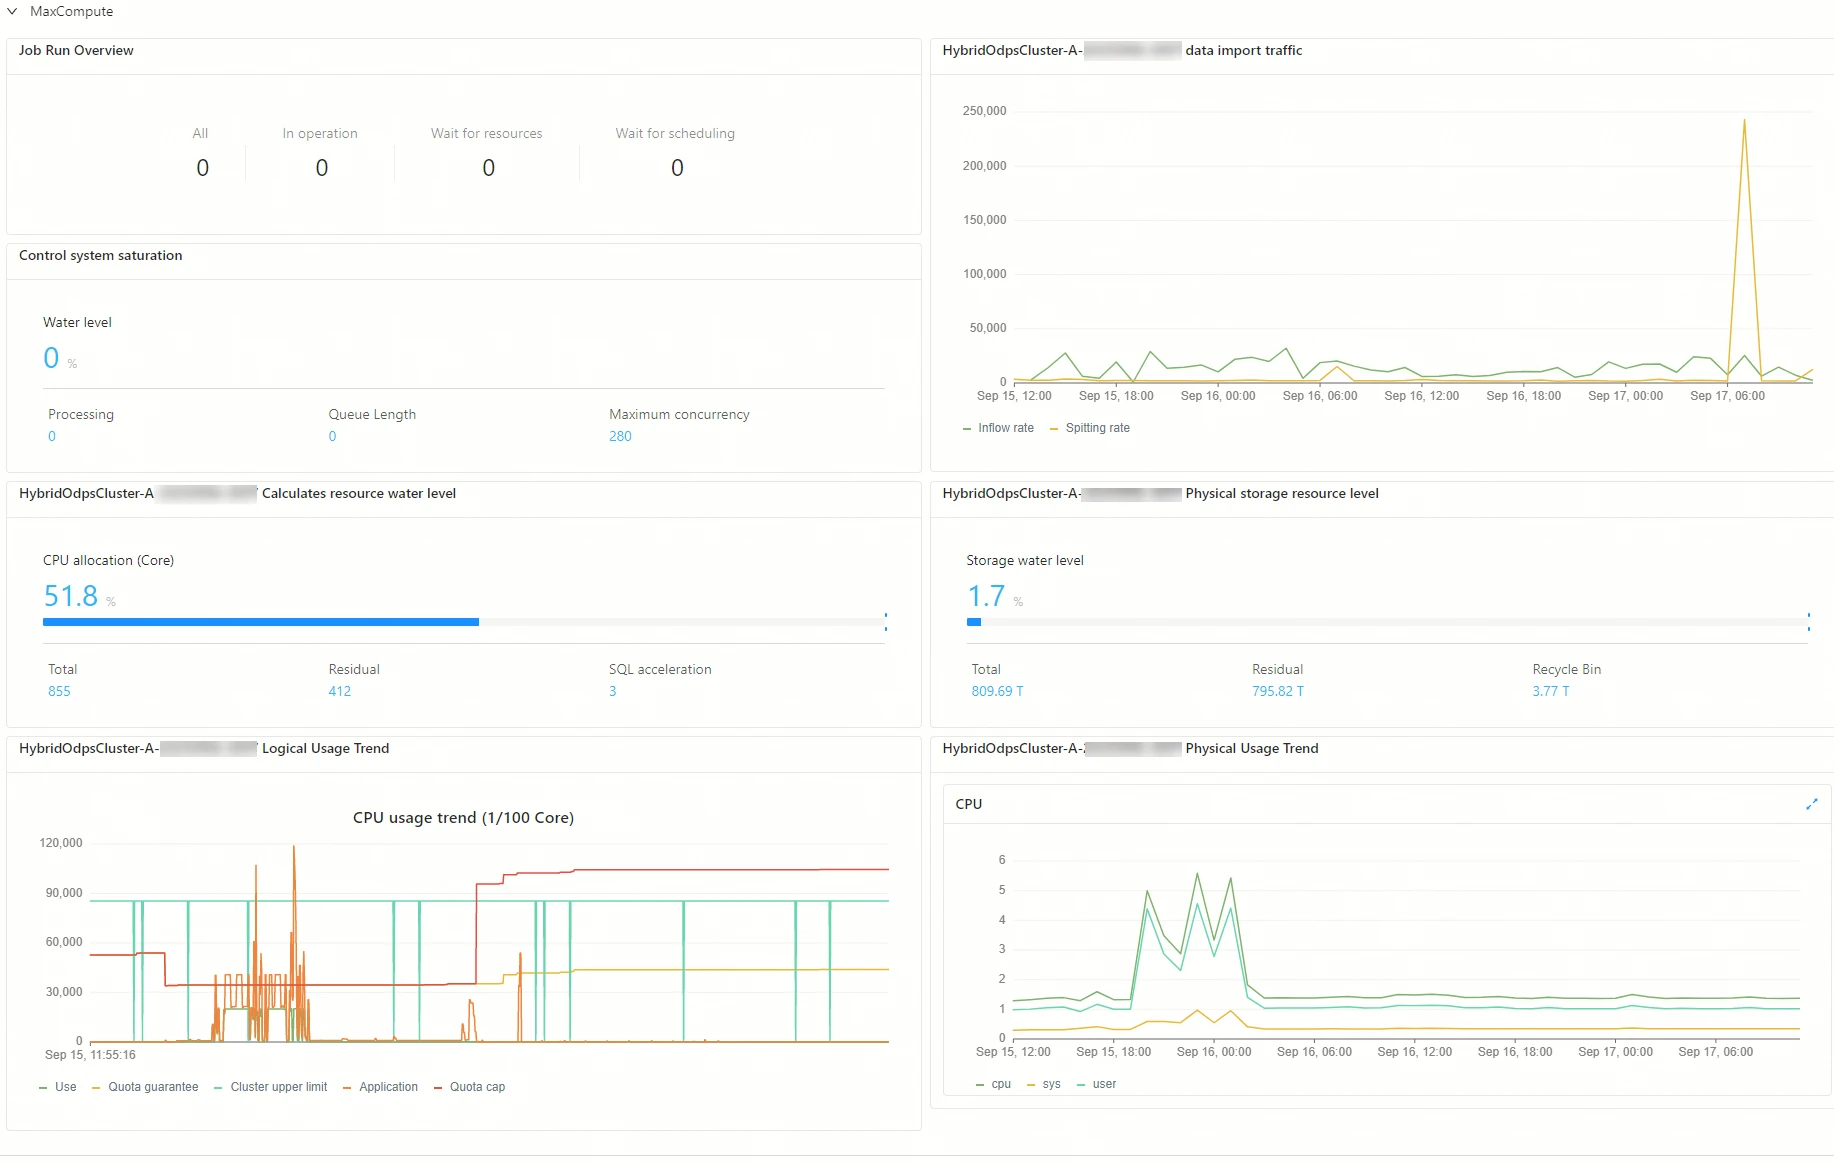 MaxCompute
Job Run Overview
All
In operation
Wait for resources
Wait for scheduling
0
0
0
0
Control system saturation
Water level
0 %
Processing
Queue Length
Maximum concurrency
0
0
280
HybridOdpsCluster-A-
data import traffic
250,000
200,000
150,000
100,000
50,000
0
Sep 15, 12:00
Sep 15, 18:00
Sep 16, 00:00
Sep 16, 06:00
Sep 16, 12:00
Sep 16, 18:00
Sep 17, 00:00
Sep 17, 06:00
Inflow rate
Spitting rate
HybridOdpsCluster-A
Calculates resource water level
CPU allocation (Core)
51.8 %
Total
Residual
SQL acceleration
855
412
3
HybridOdpsCluster-A-
Physical storage resource level
Storage water level
1.7 %
Total
Residual
Recycle Bin
809.69 T
795.82 T
3.77 T
HybridOdpsCluster-A-
Logical Usage Trend
CPU usage trend (1/100 Core)
120,000
90,000
60,000
30,000
0
Sep 15, 11:55:16
Use
Quota guarantee
Cluster upper limit
Application
Quota cap
HybridOdpsCluster-A-
Physical Usage Trend
CPU
6
5
4
3
2
1
0
Sep 15, 12:00
Sep 15, 18:00
Sep 16, 00:00
Sep 16, 06:00
Sep 16, 12:00
Sep 16, 18:00
Sep 17, 00:00
Sep 17, 06:00
cpu
sys
user